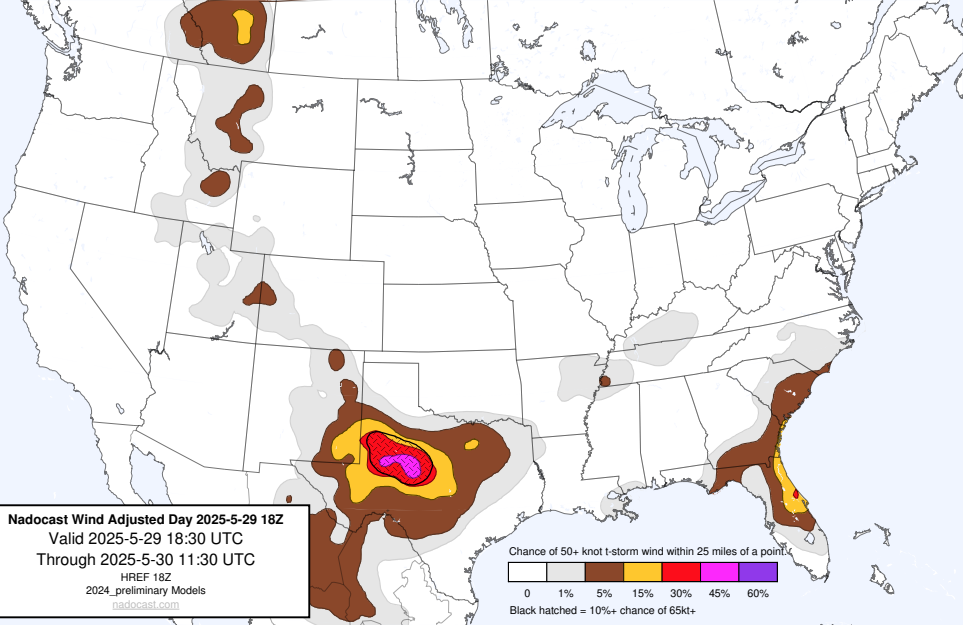 Nadocast Wind Adjusted Day 2025-5-29 18Z
Valid 2025-5-29 18:30 UTC
Through 2025-5-30 11:30 UTC
HREF 18Z
2024_preliminary Models
nadocast.com
Chance of 50+ knot t-storm wind within 25 miles of a point.
0 1% 5% 15% 30% 45% 60%
Black hatched = 10%+ chance of 65kt+